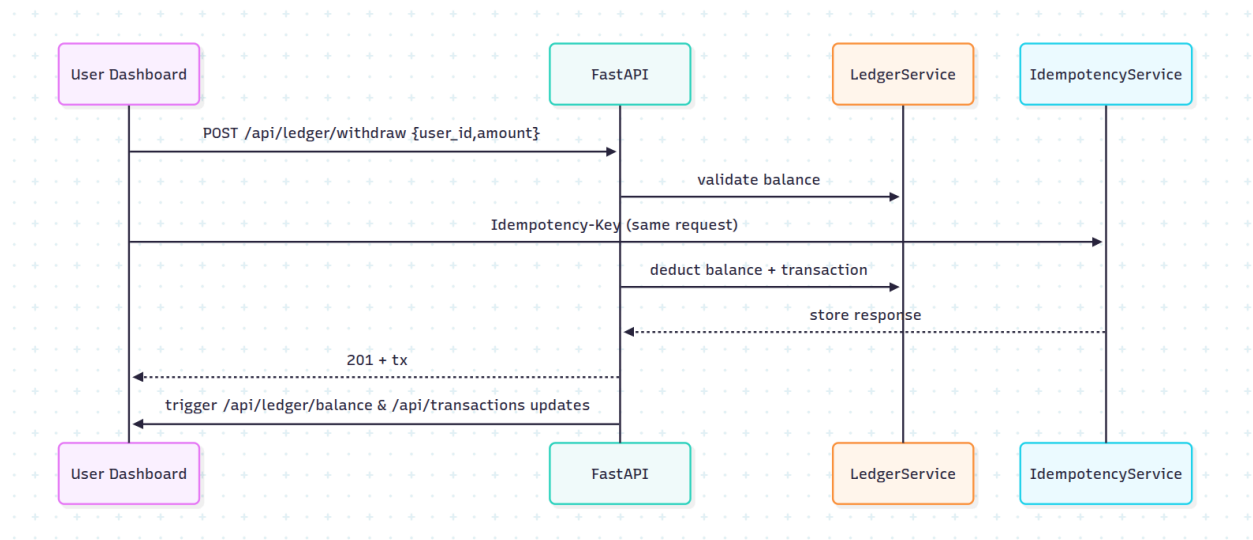 User Dashboard
FastAPI
LedgerService
IdempotencyService
POST /api/ledger/withdraw {user_id,amount}
validate balance
Idempotency-Key (same request)
deduct balance + transaction
store response
201 + tx
trigger /api/ledger/balance & /api/transactions updates
User Dashboard
FastAPI
LedgerService
IdempotencyService